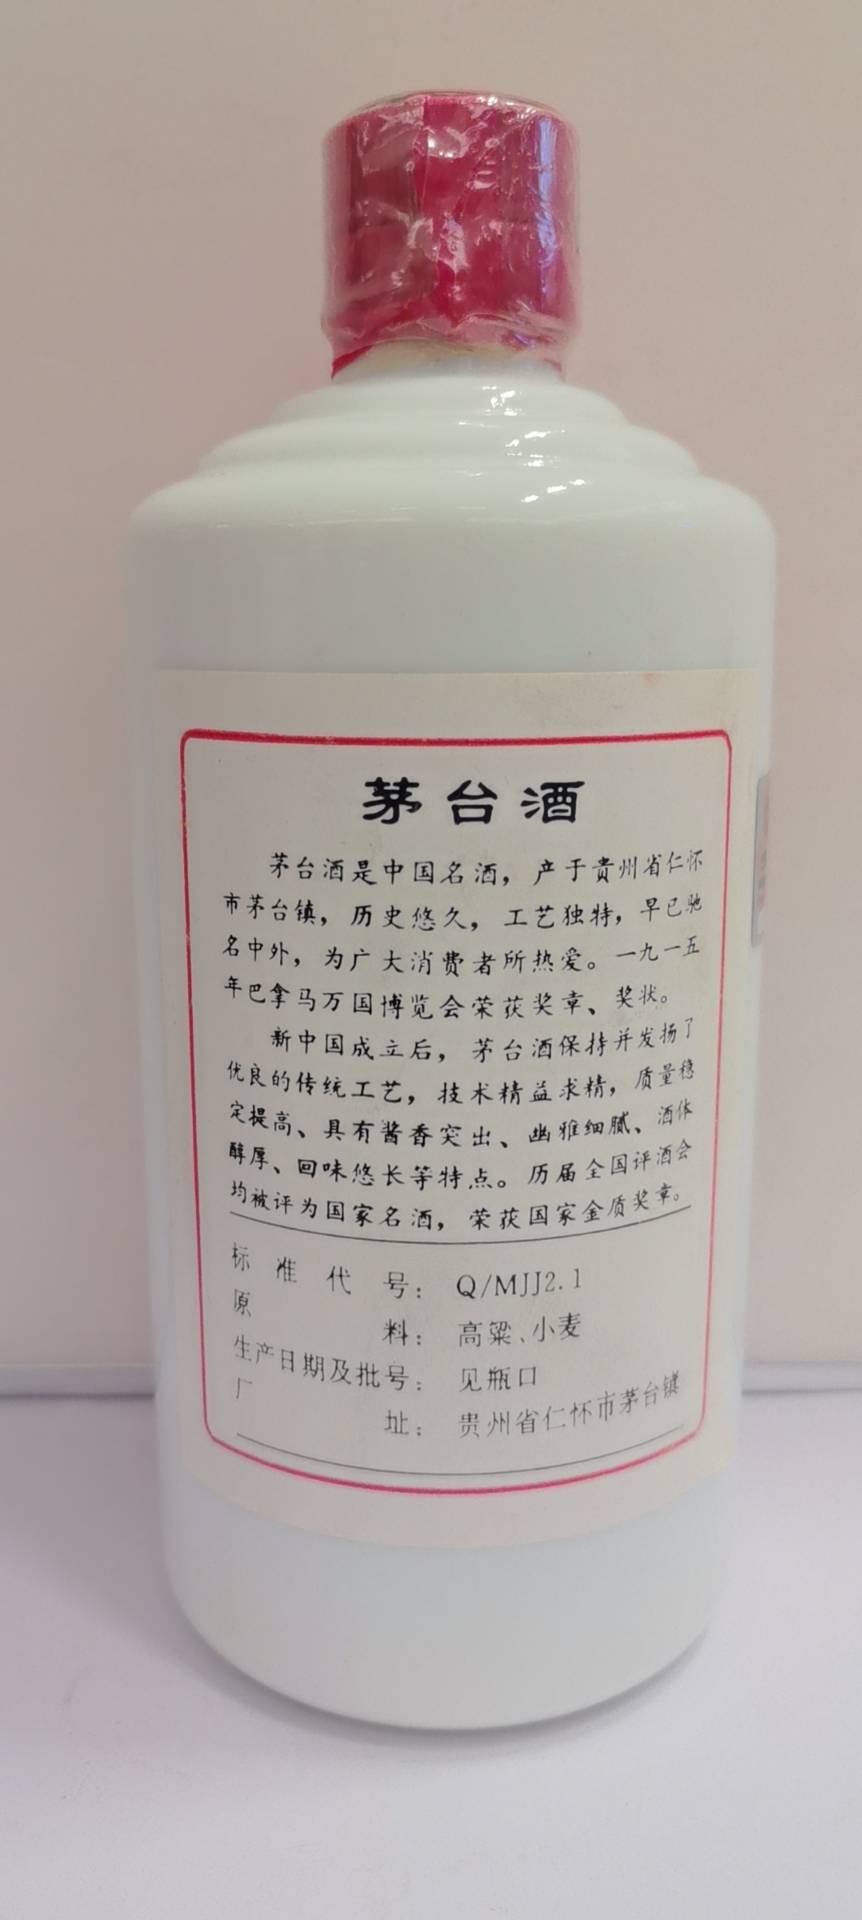 茅台酒
茅台酒是中国名酒，产于贵州省仁怀
市茅台镇，历史悠久，工艺独特，早已驰
名中外，为广大消费者所热爱。一九一五
年巴拿马万国博览会荣获奖章、奖状。
新中国成立后，茅台酒保持并发扬了
优良的传统工艺，技术精益求精，质量稳
定提高、具有酱香突出、幽雅细腻、酒体
醇厚、回味悠长等特点。历届全国评酒会
均被评为国家名酒，荣获国家金质奖章。
标准代号：Q/MJJ2.1
原料：高粱、小麦
生产日期及批号：见瓶口
厂址：贵州省仁怀市茅台镇